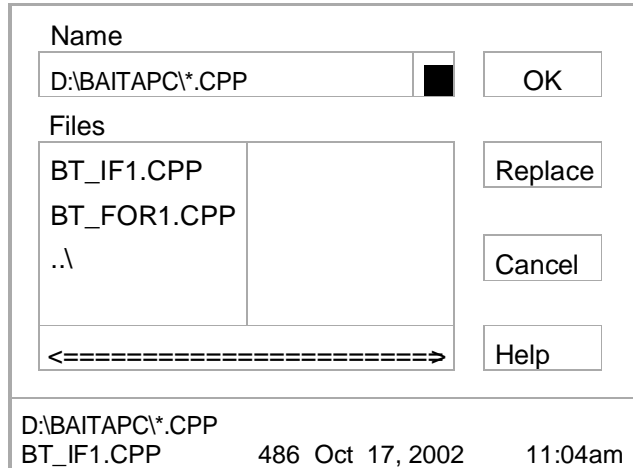 Name
D:\BAITAPC\*.CPP
OK
Files
BT_IF1.CPP
BT_FOR1.CPP
..\
Replace
Cancel
Help
<=======================>
D:\BAITAPC\*.CPP
BT_IF1.CPP 486 Oct 17, 2002 11:04am